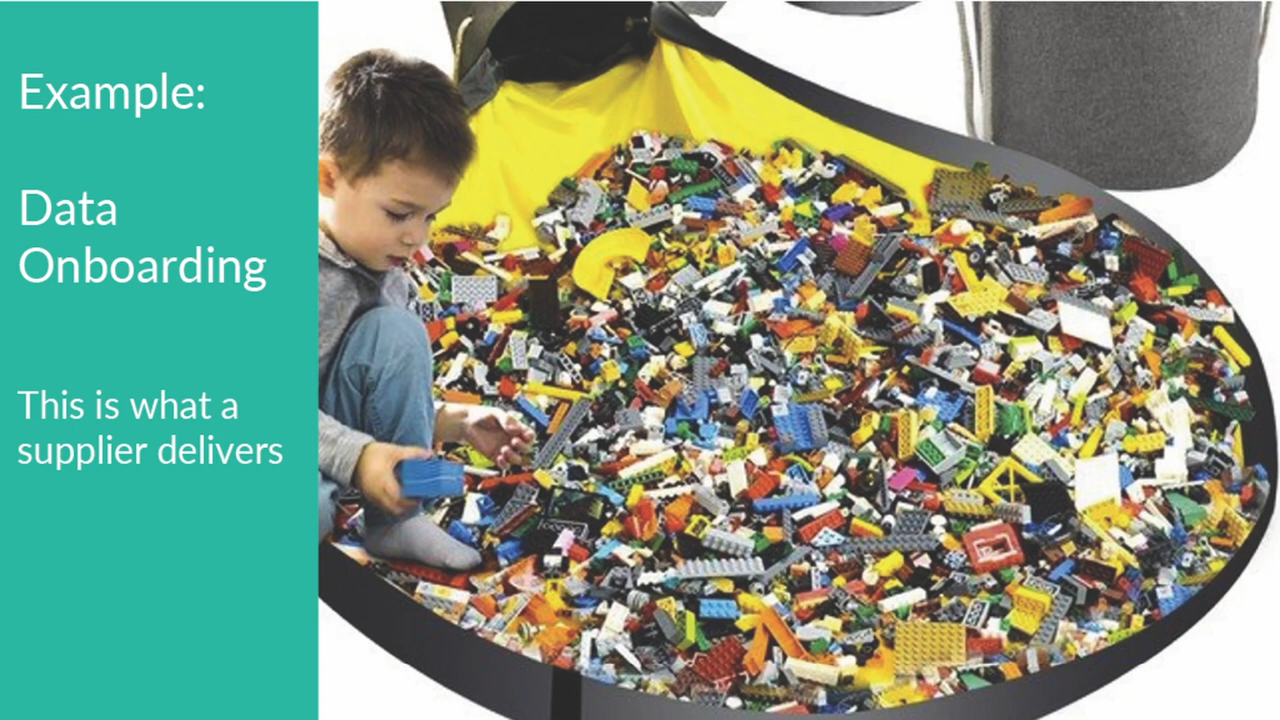 Example:
Data
Onboarding
This is what a
supplier delivers